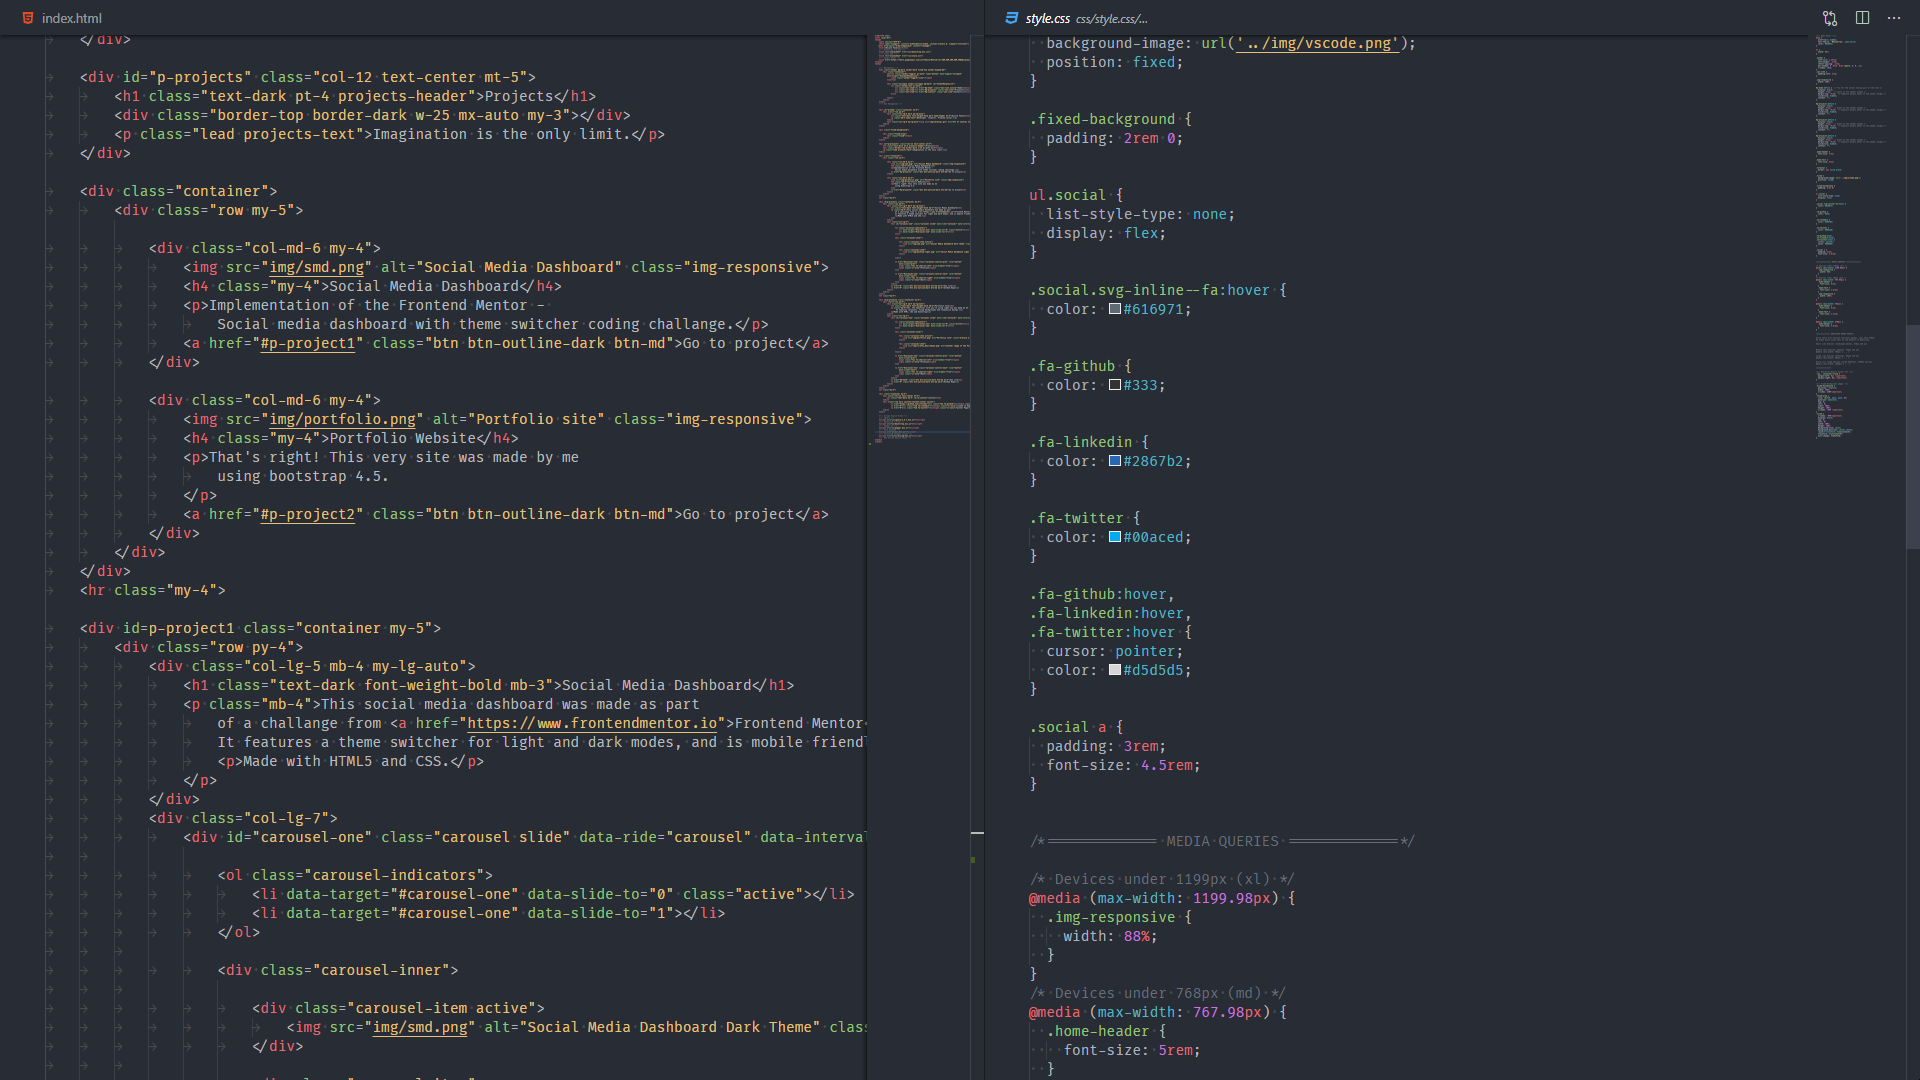 index.html
</div>
<div id="p-projects" class="col-12 text-center mt-5">
<h1 class="text-dark pt-4 projects-header">Projects</h1>
<div class="border-top border-dark w-25 mx-auto my-3"></div>
<p class="lead projects-text">Imagination is the only limit.</p>
</div>
<div class="container">
<div class="row my-5">
<div class="col-md-6 my-4">
<img src="img/smd.png" alt="Social Media Dashboard" class="img-responsive">
<h4 class="my-4">Social Media Dashboard</h4>
<p>Implementation of the Frontend Mentor -
Social media dashboard with theme switcher coding challange.</p>
<a href="#p-project1" class="btn btn-outline-dark btn-md">Go to project</a>
</div>
<div class="col-md-6 my-4">
<img src="img/portfolio.png" alt="Portfolio site" class="img-responsive">
<h4 class="my-4">Portfolio Website</h4>
<p>That's right! This very site was made by me
using bootstrap 4.5.
</p>
<a href="#p-project2" class="btn btn-outline-dark btn-md">Go to project</a>
</div>
</div>
</div>
<hr class="my-4">
<div id=p-project1 class="container my-5">
<div class="row py-4">
<div class="col-lg-5 mb-4 my-lg-auto">
<h1 class="text-dark font-weight-bold mb-3">Social Media Dashboard</h1>
<p class="mb-4">This social media dashboard was made as part
of a challange from <a href="https://www.frontendmentor.io">Frontend Mentor
It features a theme switcher for light and dark modes, and is mobile friend
<p>Made with HTML5 and CSS.</p>
</p>
</div>
<div class="col-lg-7">
<div id="carousel-one" class="carousel slide" data-ride="carousel" data-interval
<ol class="carousel-indicators">
<li data-target="#carousel-one" data-slide-to="0" class="active"></li>
<li data-target="#carousel-one" data-slide-to="1"></li>
</ol>
<div class="carousel-inner">
<div class="carousel-item active">
<img src="img/smd.png" alt="Social Media Dashboard Dark Theme" clas
</div>
style.css css/style.css/...
background-image: url('../img/vscode.png');
position: fixed;
}
.fixed-background {
padding: 2rem 0;
}
ul.social {
list-style-type: none;
display: flex;
}
.social.svg-inline--fa:hover {
color: #616971;
}
.fa-github {
color: #333;
}
.fa-linkedin {
color: #2867b2;
}
.fa-twitter {
color: #00aced;
}
.fa-github:hover,
.fa-linkedin:hover,
.fa-twitter:hover {
cursor: pointer;
color: #d5d5d5;
}
.social a {
padding: 3rem;
font-size: 4.5rem;
}
/*============= MEDIA QUERIES =============*/
/* Devices under 1199px (xl) */
@media (max-width: 1199.98px) {
.img-responsive {
width: 88%;
}
}
/* Devices under 768px (md) */
@media (max-width: 767.98px) {
.home-header {
font-size: 5rem;
}